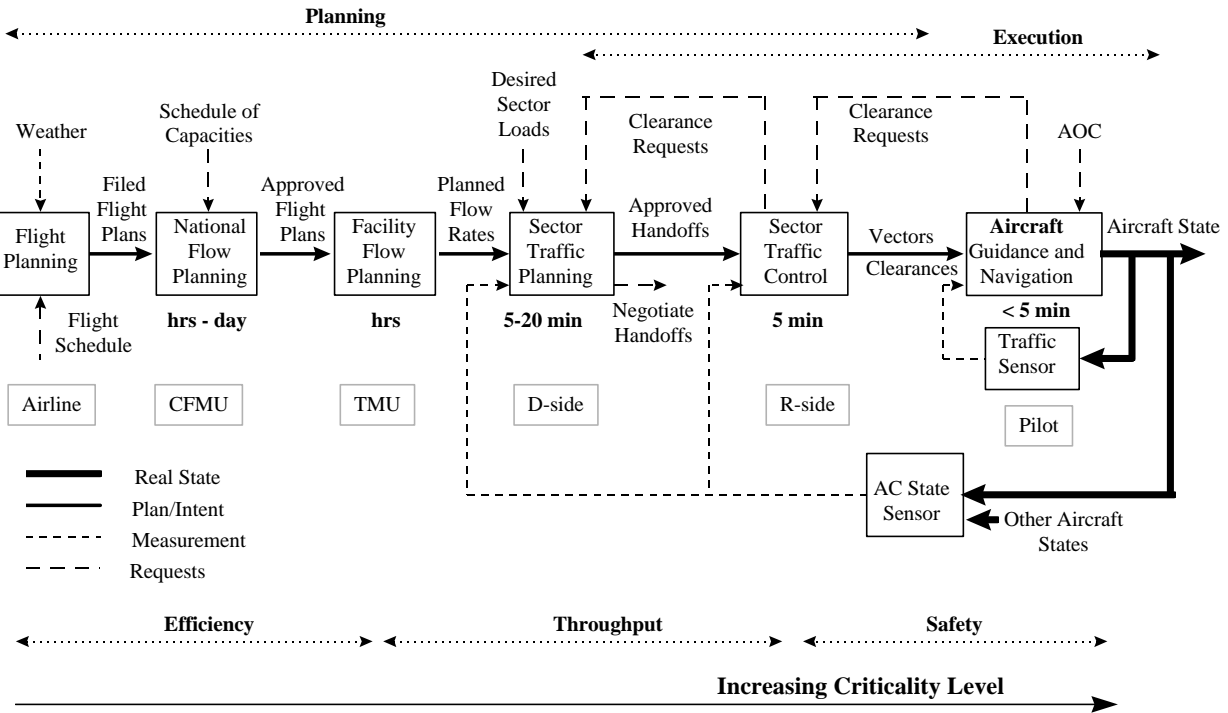 Planning
Execution
Desired
Sector
Loads
Schedule of
Capacities
Weather
Clearance
Requests
Clearance
Requests
AOC
Filed
Flight
Plans
Approved
Flight
Plans
Planned
Flow
Rates
Approved
Handoffs
Vectors
Clearances
Aircraft State
Flight
Planning
National
Flow
Planning
Facility
Flow
Planning
Sector
Traffic
Planning
Sector
Traffic
Control
Aircraft
Guidance and
Navigation
Flight
Schedule
hrs - day
hrs
5-20 min
Negotiate
Handoffs
5 min
< 5 min
Traffic
Sensor
Airline
CFMU
TMU
D-side
R-side
Pilot
Real State
Plan/Intent
Measurement
Requests
AC State
Sensor
Other Aircraft
States
Efficiency
Throughput
Safety
Increasing Criticality Level